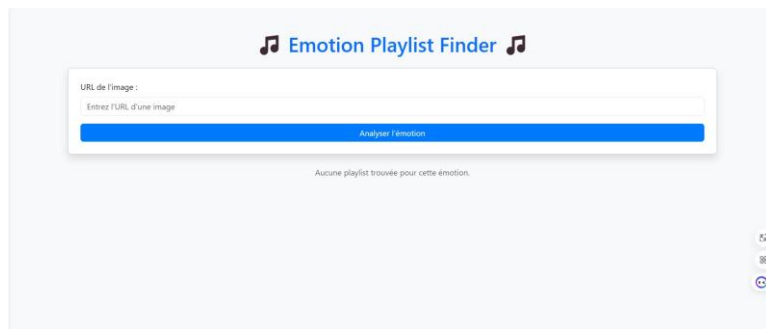 🎵 Emotion Playlist Finder 🎵
URL de l'image :
Entrez l'URL d'une image
Analyser l'émotion
Aucune playlist trouvée pour cette émotion.